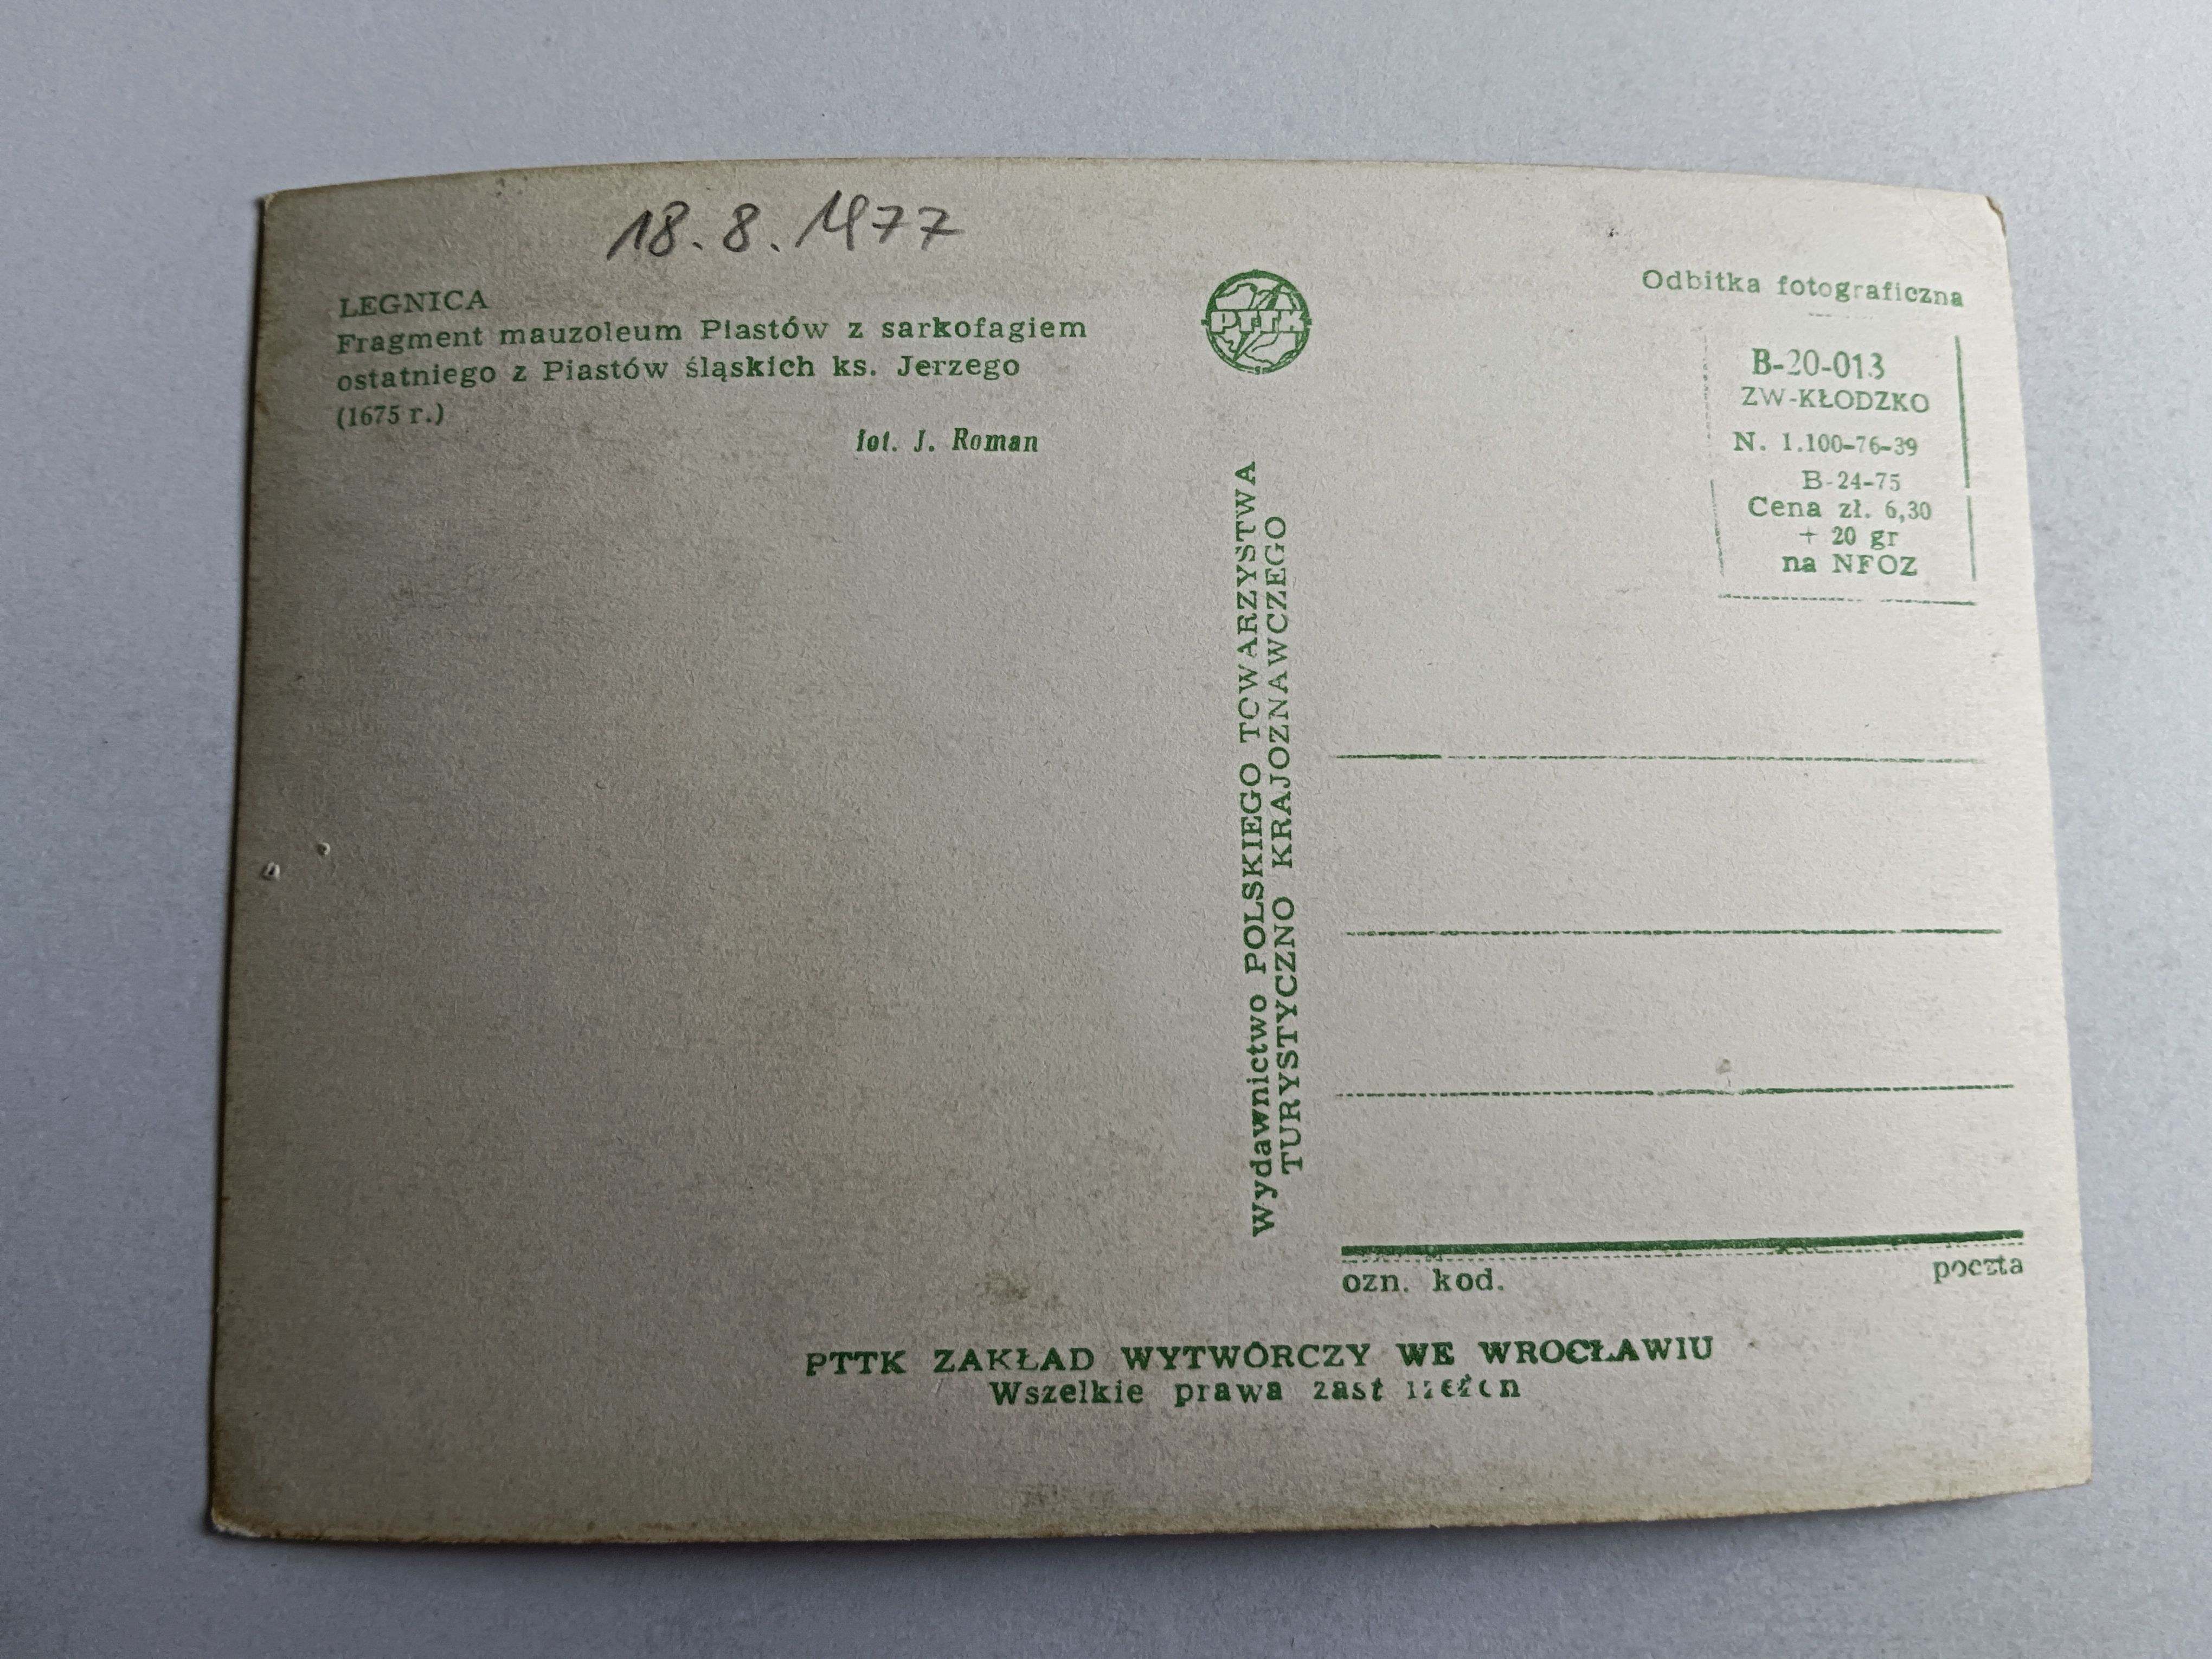 18. 8. 1977
LEGNICA
Fragment mauzoleum Piastów z sarkofagiem
ostatniego z Piastów śląskich ks. Jerzego
(1675 r.)
fot. J. Roman
PTTK
Wydawnictwo POLSKIEGO TOWARZYSTWA
TURYSTYCZNO KRAJOZNAWCZEGO
Odbitka fotograficzna
B-20-013
ZW-KŁODZKO
N. 1.100-76-39
B-24-75
Cena zł. 6,30
+ 20 gr
na NFOZ
ozn. kod.
poczta
PTTK ZAKŁAD WYTWÓRCZY WE WROCŁAWIU
Wszelkie prawa